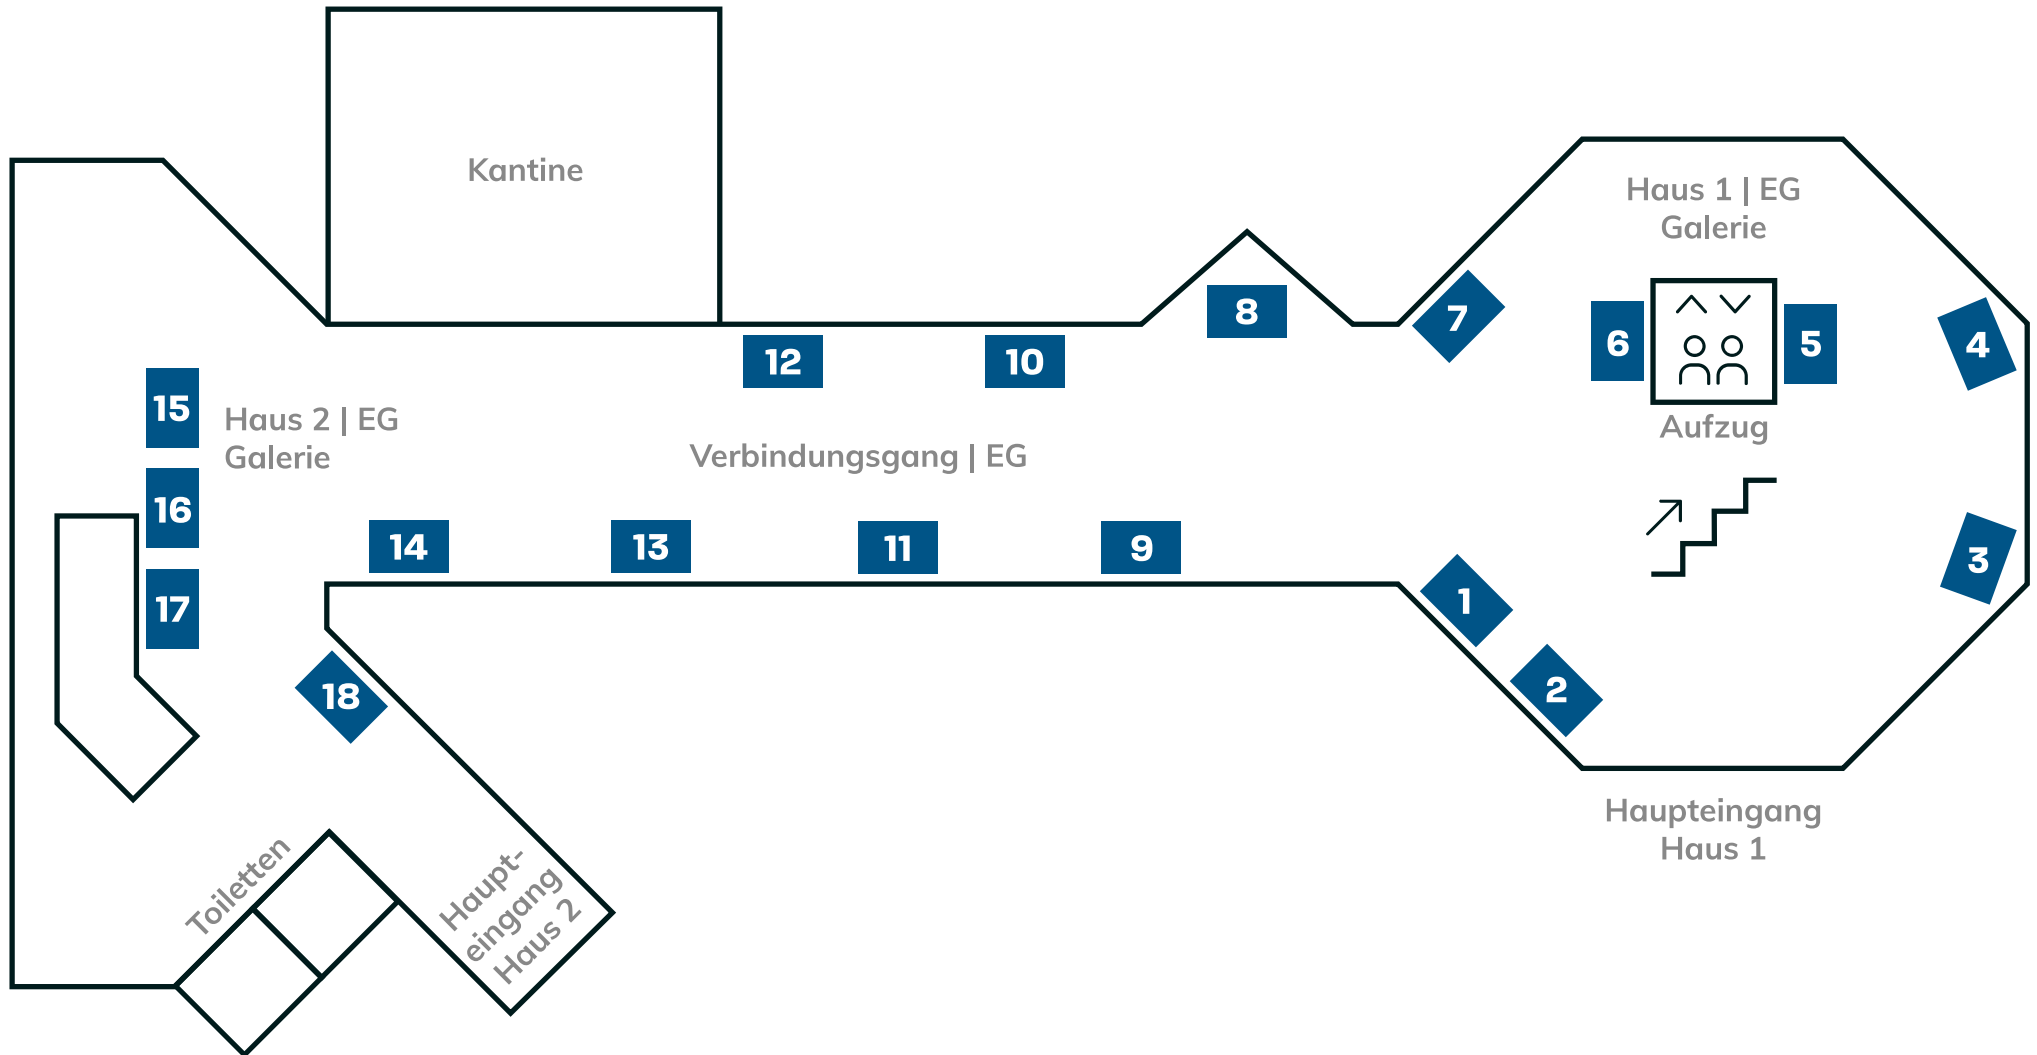 Kantine
Haus 1 | EG
Galerie
8
7
6
5
4
12
10
15
Haus 2 | EG
Galerie
Aufzug
Verbindungsgang | EG
16
14
13
11
9
3
17
1
18
2
Haupteingang
Haus 1
Toiletten
Haupt-
eingang
Haus 2